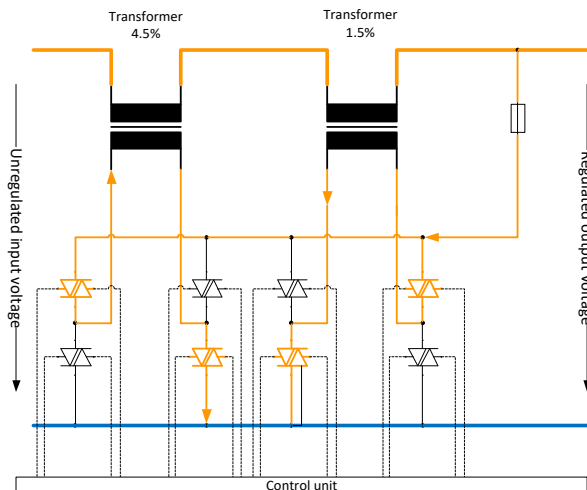 Transformer
4.5%
Transformer
1.5%
Unregulated input voltage
Regulated output voltage
Control unit